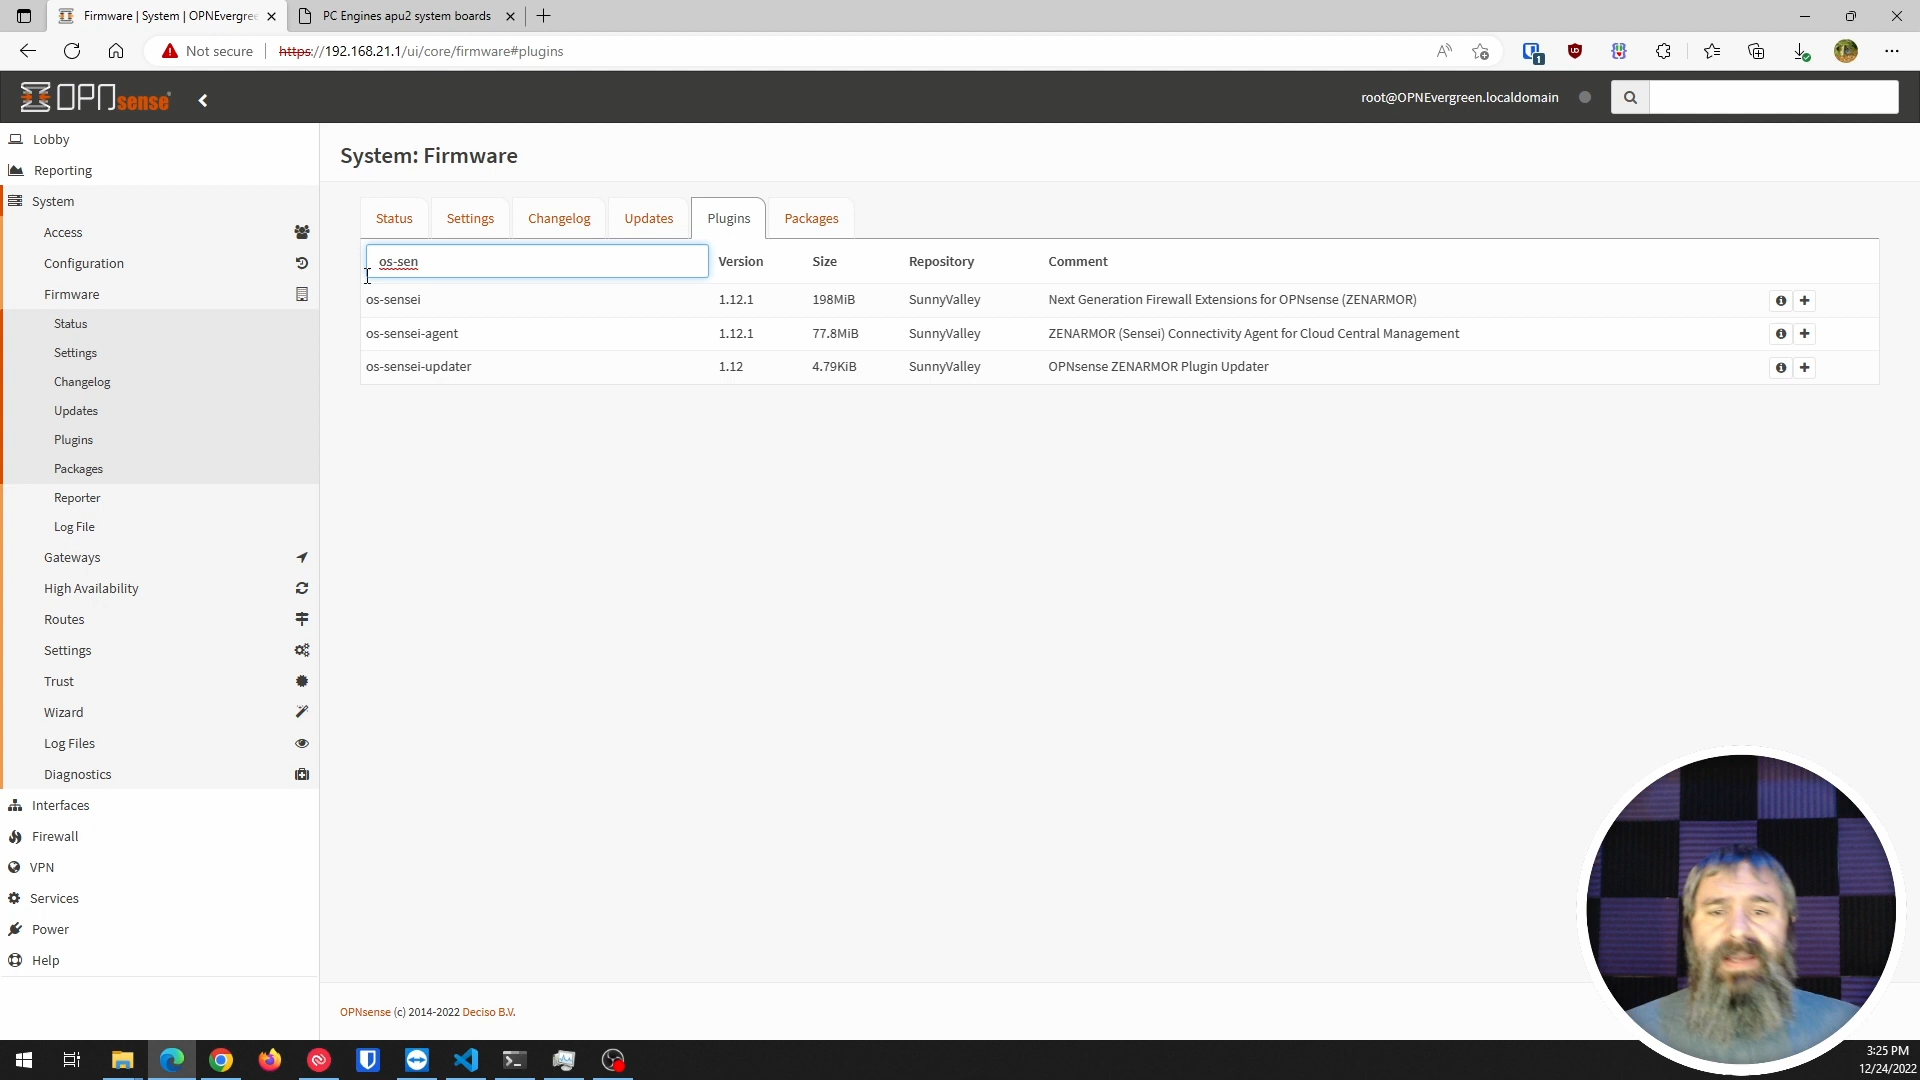 Firmware | System | OPNEvergree
PC Engines apu2 system boards
Not secure
https://192.168.21.1/ui/core/firmware#plugins
1
OPNsense
root@OPNEvergreen.localdomain
Lobby
Reporting
System
Access
Configuration
Firmware
Status
Settings
Changelog
Updates
Plugins
Packages
Reporter
Log File
Gateways
High Availability
Routes
Settings
Trust
Wizard
Log Files
Diagnostics
Interfaces
Firewall
VPN
Services
Power
Help
System: Firmware
Status Settings Changelog Updates Plugins Packages
os-sen Version Size Repository Comment
os-sensei 1.12.1 198MiB SunnyValley Next Generation Firewall Extensions for OPNsense (ZENARMOR)
os-sensei-agent 1.12.1 77.8MiB SunnyValley ZENARMOR (Sensei) Connectivity Agent for Cloud Central Management
os-sensei-updater 1.12 4.79KiB SunnyValley OPNsense ZENARMOR Plugin Updater
OPNsense (c) 2014-2022 Deciso B.V.
3:25 PM
12/24/2022